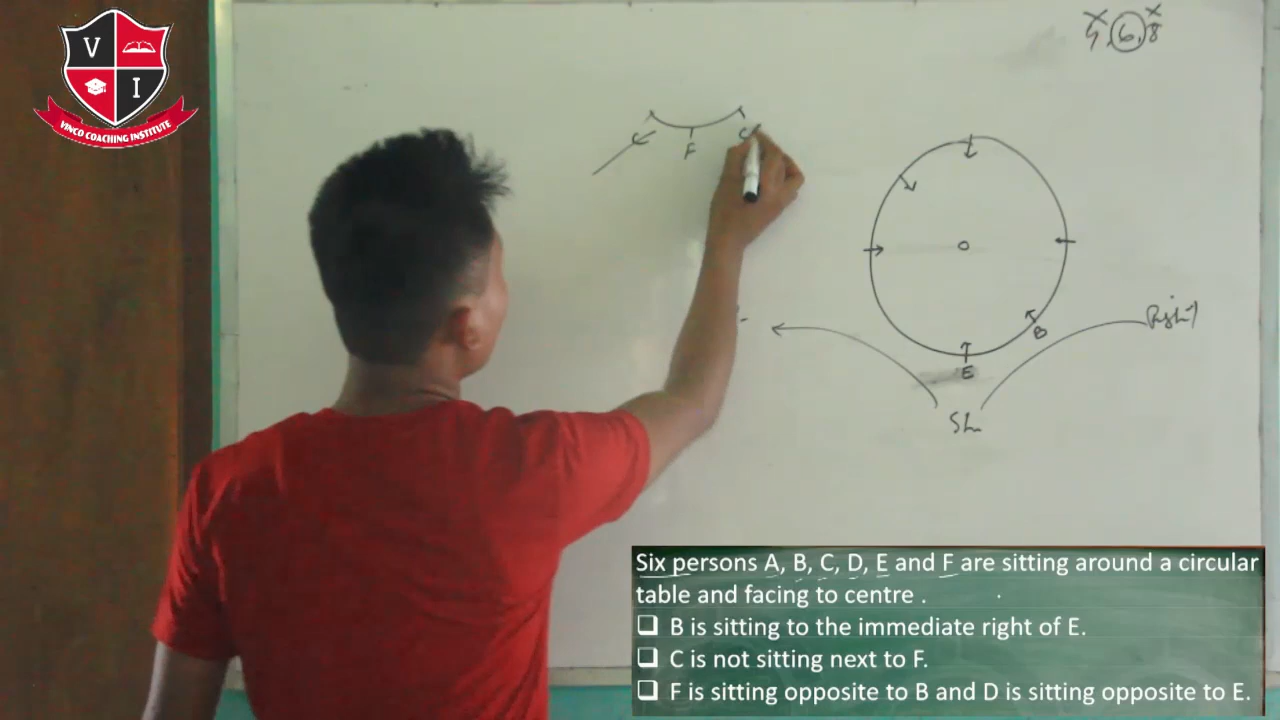 V
I
VINCO COACHING INSTITUTE
6, 8
C F C
B
Right
E
Sh
Six persons A, B, C, D, E and F are sitting around a circular
table and facing to centre .
❑ B is sitting to the immediate right of E.
❑ C is not sitting next to F.
❑ F is sitting opposite to B and D is sitting opposite to E.